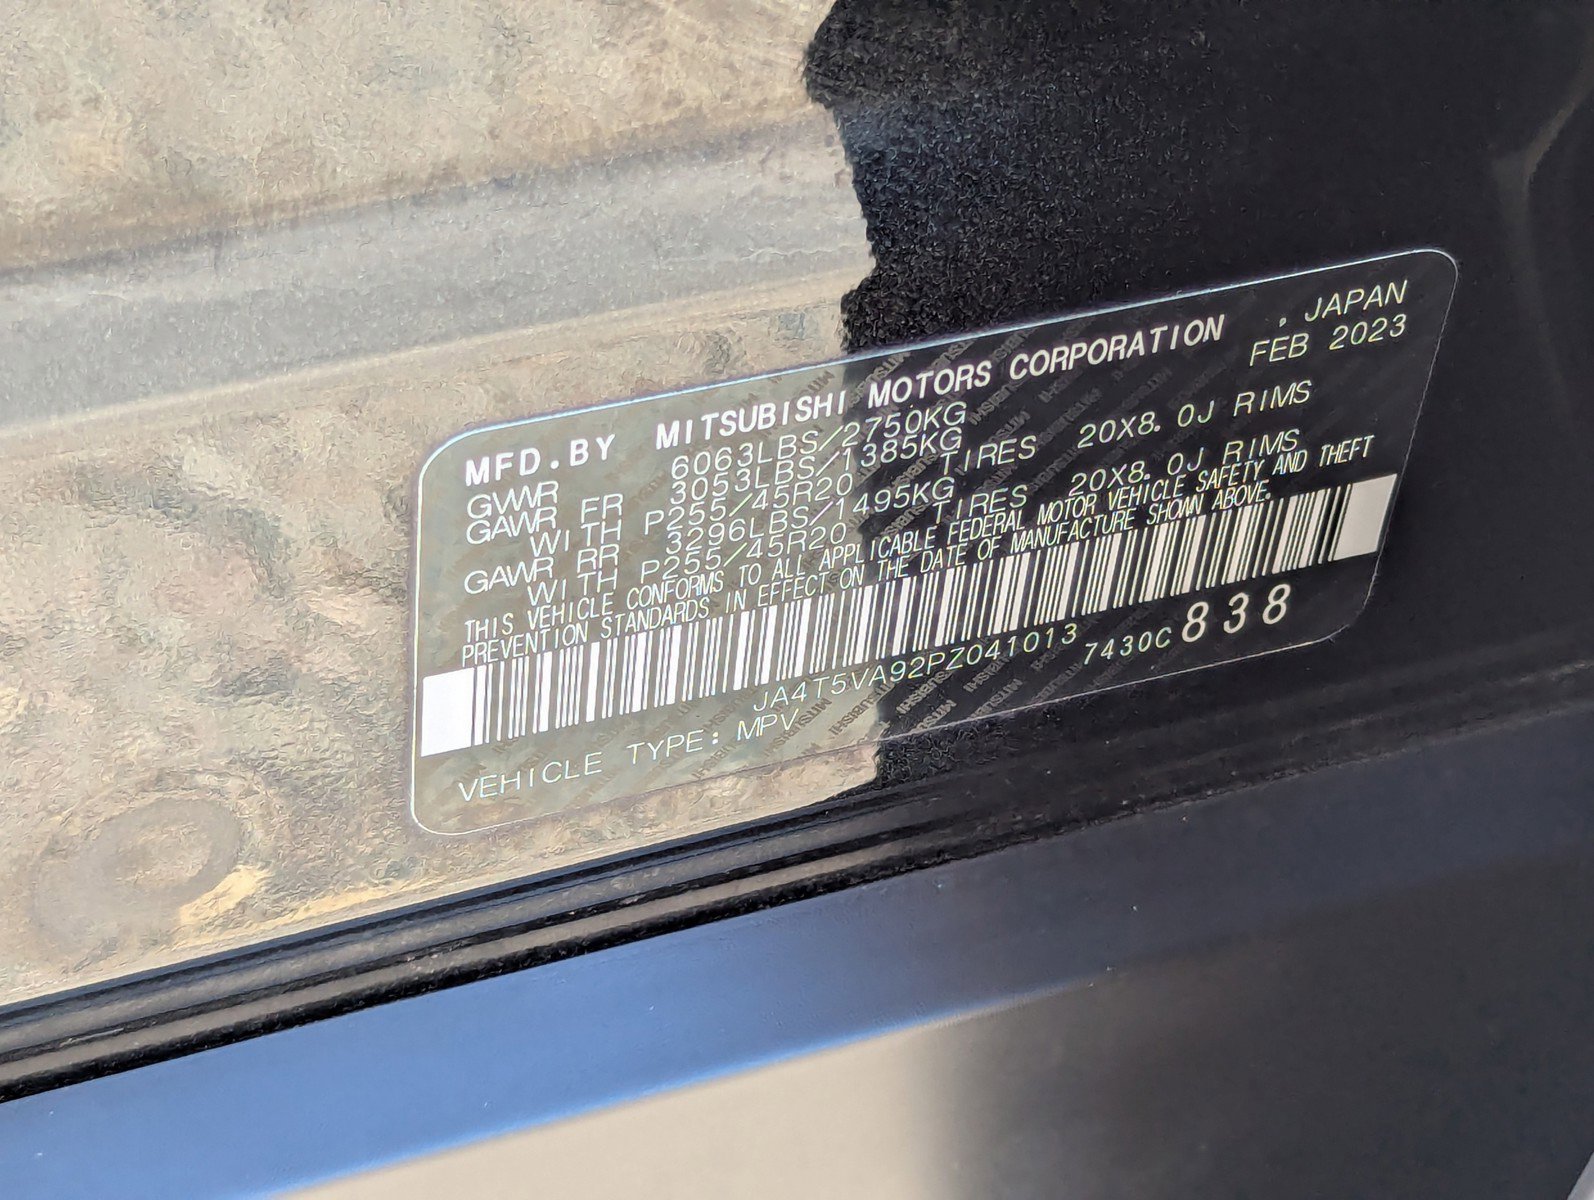 MFD.BY MITSUBISHI MOTORS CORPORATION , JAPAN
GVWR 6063LBS/2750KG FEB 2023
GAWR FR 3053LBS/1385KG
WITH P255/45R20 TIRES 20X8.0J RIMS
GAWR RR 3296LBS/1495KG
WITH P255/45R20 TIRES 20X8.0J RIMS
THIS VEHICLE CONFORMS TO ALL APPLICABLE FEDERAL MOTOR VEHICLE SAFETY AND THEFT
PREVENTION STANDARDS IN EFFECT ON THE DATE OF MANUFACTURE SHOWN ABOVE.
JA4T5VA92PZ041013 7430C 838
VEHICLE TYPE: MPV